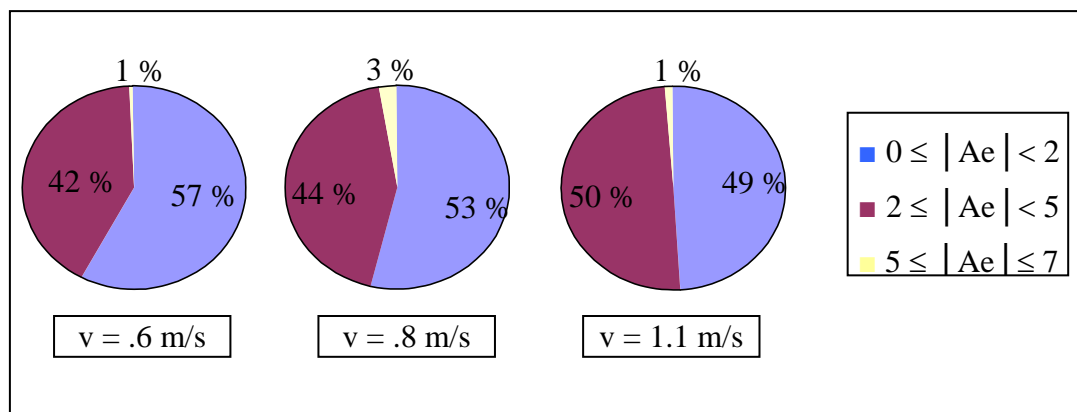 1 %
42 %
57 %
v = .6 m/s
3 %
44 %
53 %
v = .8 m/s
1 %
50 %
49 %
v = 1.1 m/s
0 ≤ | Ae | < 2
2 ≤ | Ae | < 5
5 ≤ | Ae | ≤ 7